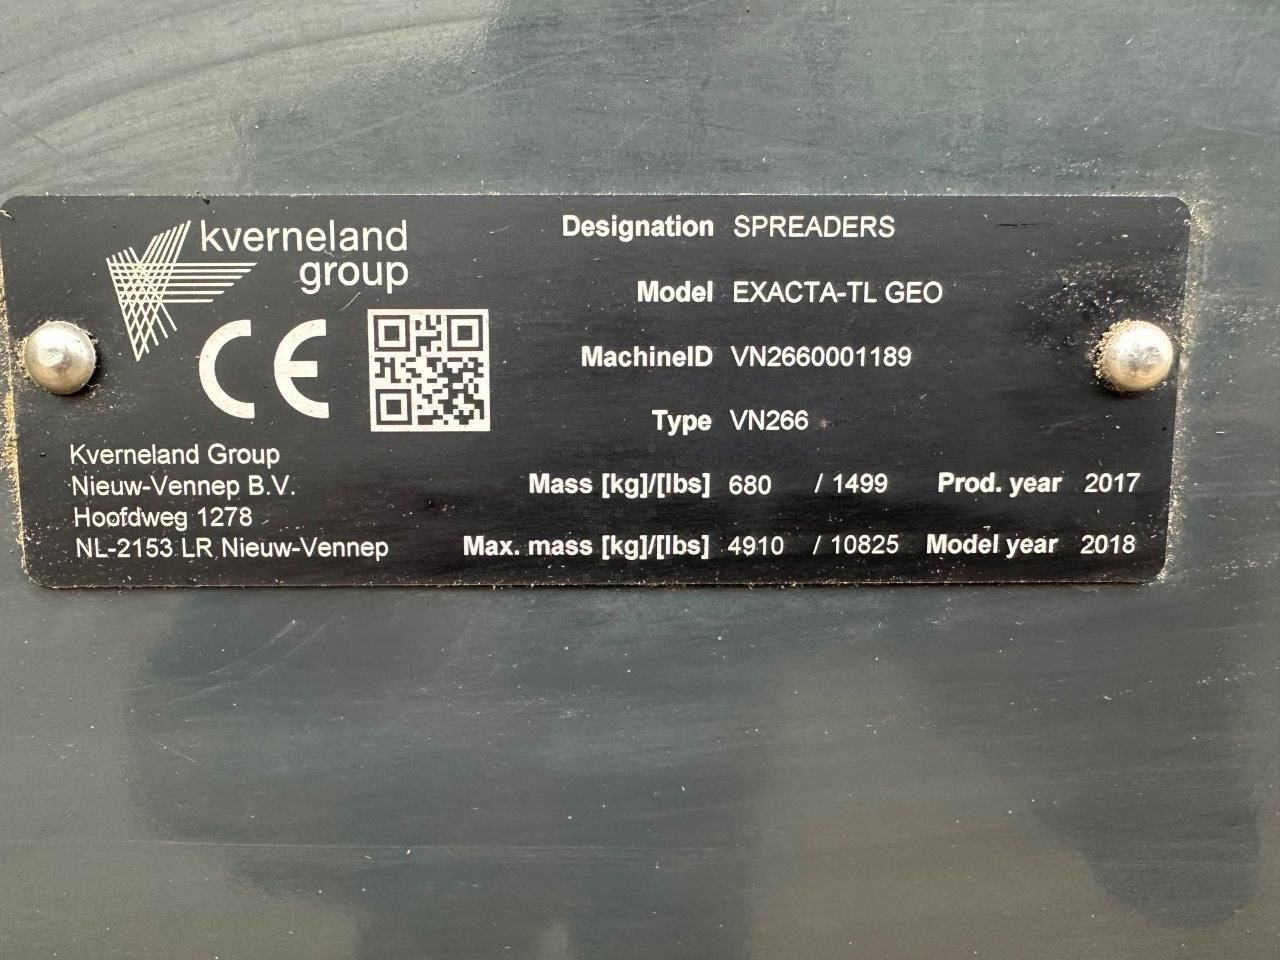 kverneland
group
CE
Kverneland Group
Nieuw-Vennep B.V.
Hoofdweg 1278
NL-2153 LR Nieuw-Vennep
Designation SPREADERS
Model EXACTA-TL GEO
MachineID VN2660001189
Type VN266
Mass [kg]/[lbs] 680 / 1499 Prod. year 2017
Max. mass [kg]/[lbs] 4910 / 10825 Model year 2018